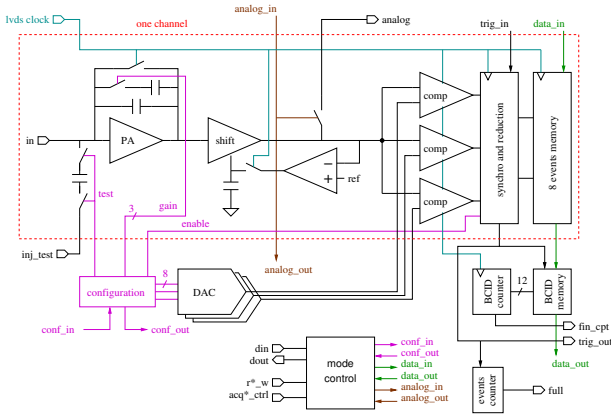 analog_in
lvds clock
analog
trig_in
data_in
one channel
in
PA
shift
comp
comp
comp
synchro and reduction
8 events memory
ref
test
gain
3
enable
inj_test
analog_out
configuration
8
DAC
BCID
counter
12
BCID
memory
conf_in
conf_out
fin_cpt
trig_out
data_out
din
dout
r*_w
acq*_ctrl
mode
control
conf_in
conf_out
data_in
data_out
analog_in
analog_out
events
counter
full